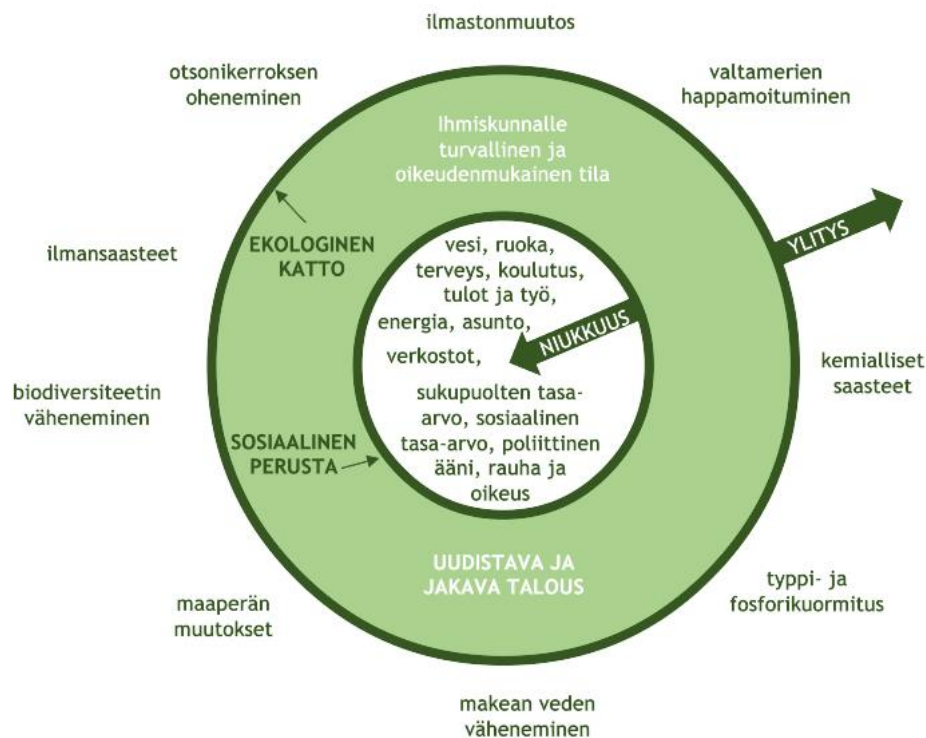 ilmastonmuutos
otsonikerroksen
oheneminen
valtamerien
happamoituminen
Ihmiskunnalle
turvallinen ja
oikeudenmukainen tila
YLITYS
ilmansaasteet
EKOLOGINEN
KATTO
vesi, ruoka,
terveys, koulutus,
tulot ja työ,
energia, asunto,
verkostot,
NIUKKUUS
sukupuolten tasa-
arvo, sosiaalinen
tasa-arvo, poliittinen
ääni, rauha ja
oikeus
kemialliset
saasteet
biodiversiteetin
väheneminen
SOSIAALINEN
PERUSTA
UUDISTAVA JA
JAKAVA TALOUS
typpi- ja
fosforikuormitus
maaperän
muutokset
makean veden
väheneminen